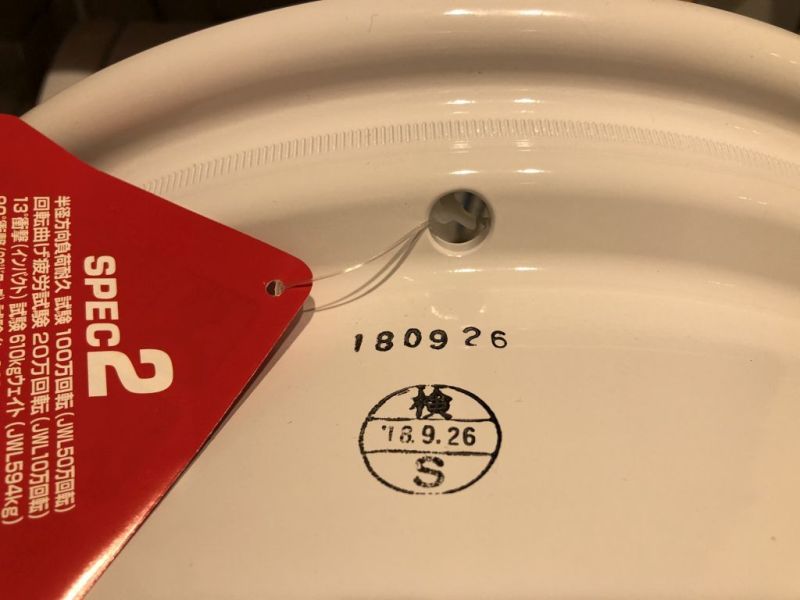 SPEC2
半径方向負荷耐久試験 100万回転(JWL50万回転)
回転曲げ疲労試験 20万回転(JWL10万回転)
13°衝撃(インパクト)試験 610kgウェイト(JWL594kg)
180926
検
'18.9.26
S